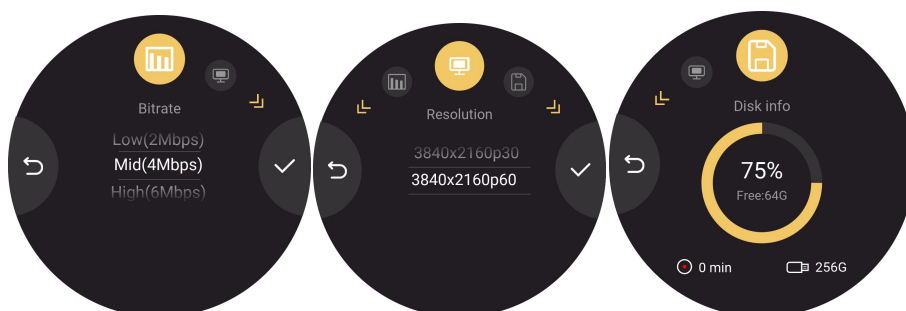 Bitrate
Low(2Mbps)
Mid(4Mbps)
High(6Mbps)
Resolution
3840x2160p30
3840x2160p60
Disk info
75%
Free:64G
0 min
256G